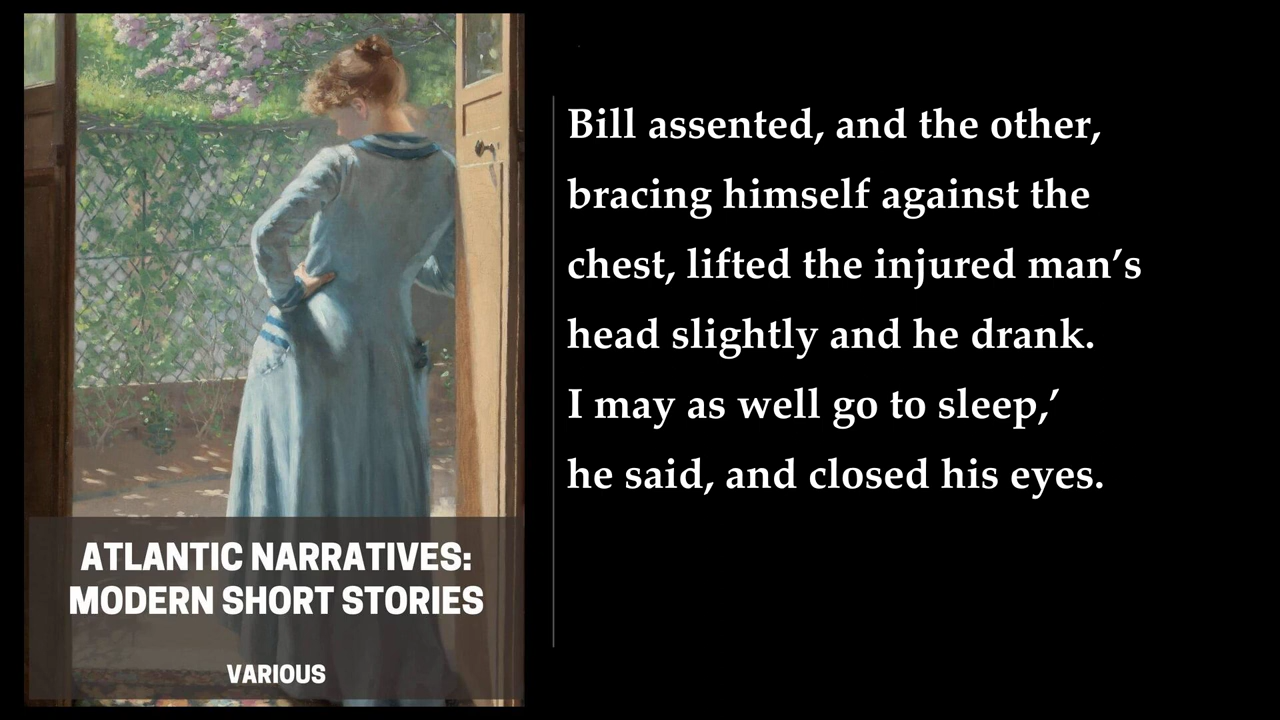 Bill assented, and the other,
bracing himself against the
chest, lifted the injured man’s
head slightly and he drank.
I may as well go to sleep,’
he said, and closed his eyes.
ATLANTIC NARRATIVES:
MODERN SHORT STORIES
VARIOUS